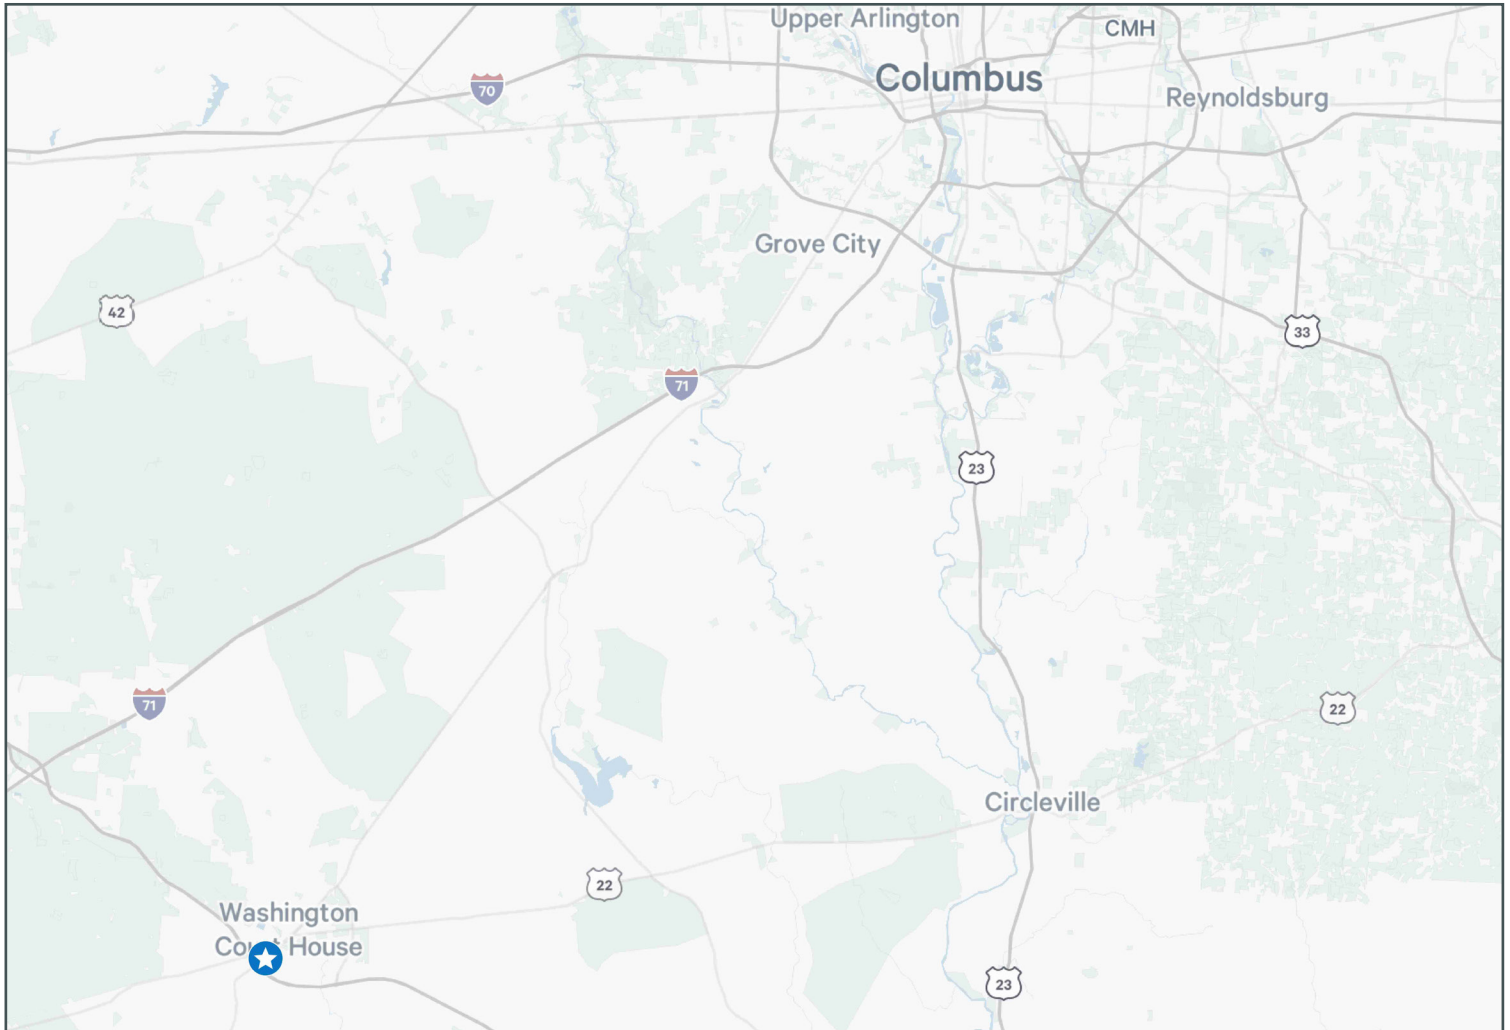 Upper Arlington
CMH
Columbus
70
Reynoldsburg
Grove City
42
33
71
23
71
22
Circleville
22
Washington
Court House
23